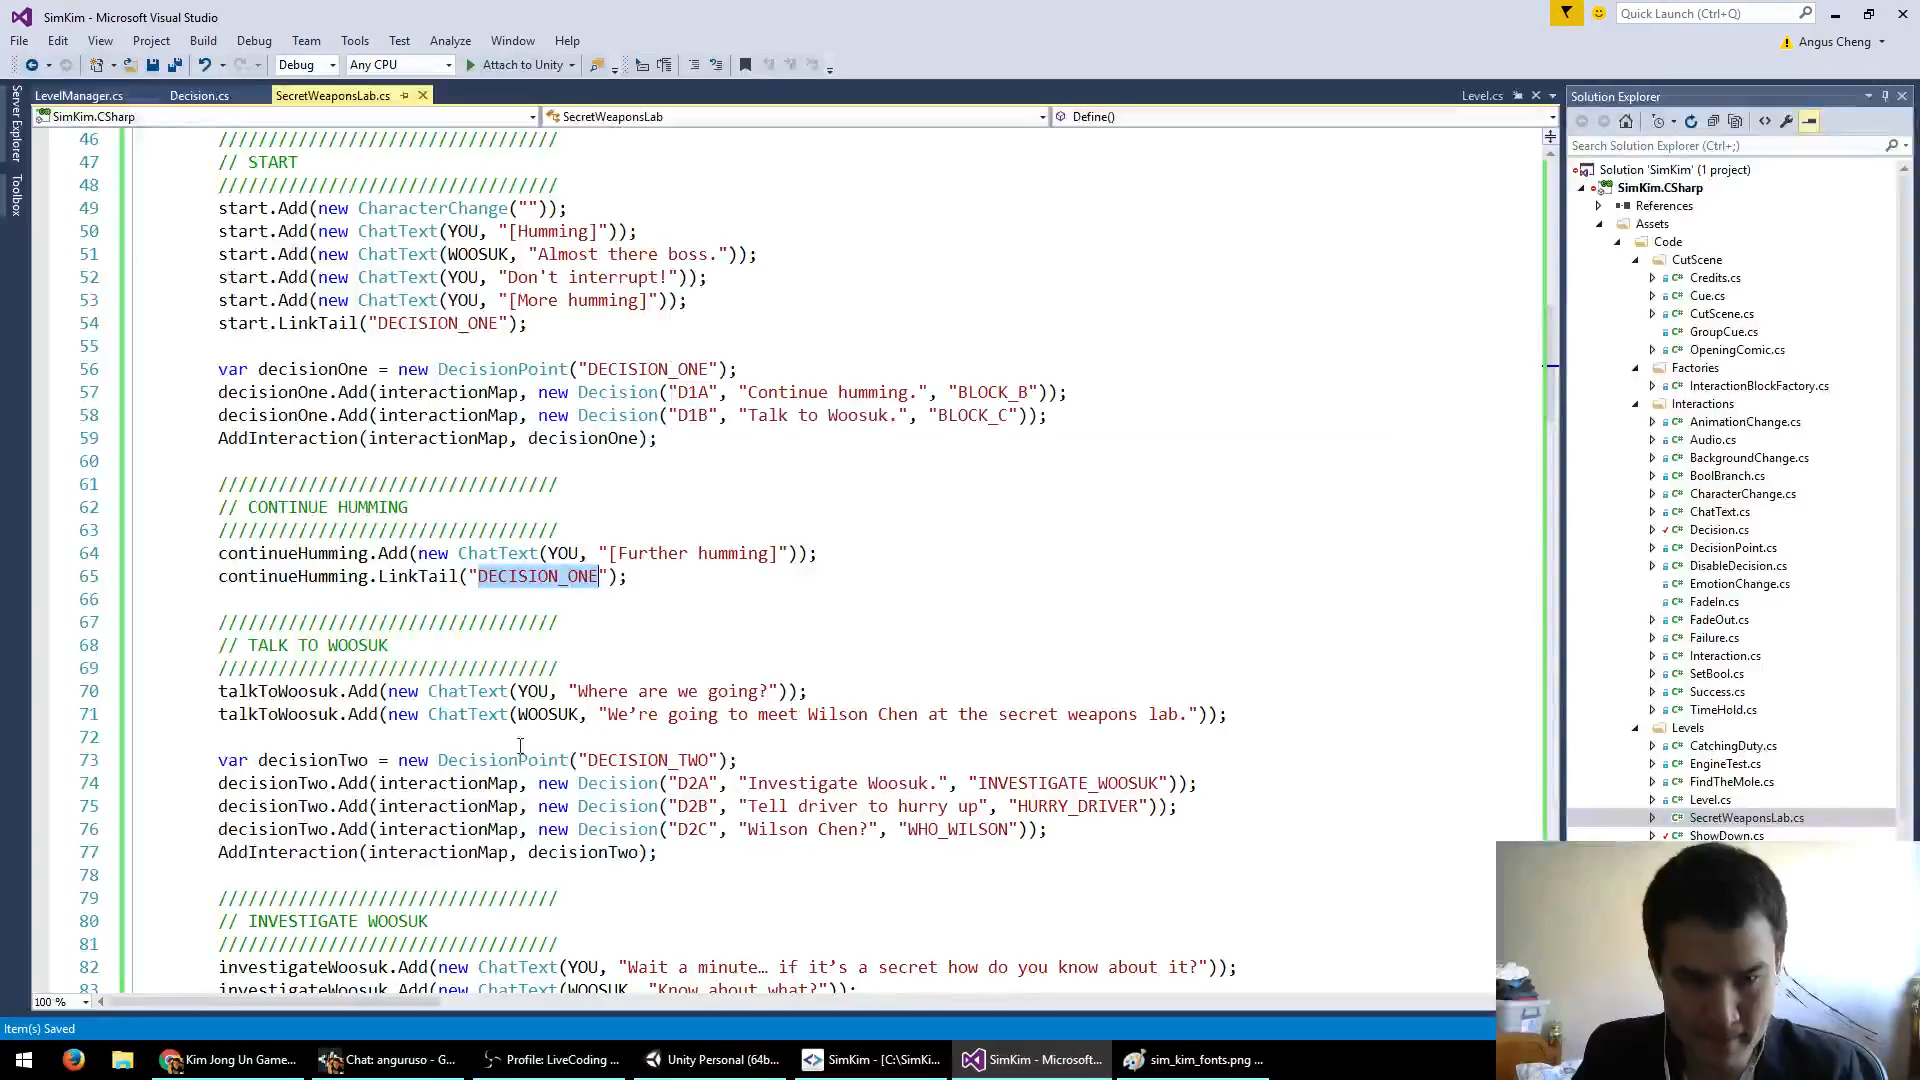 SimKim - Microsoft Visual Studio
Quick Launch (Ctrl+Q)
File Edit View Project Build Debug Team Tools Test Analyze Window Help
Angus Cheng
Debug Any CPU Attach to Unity
LevelManager.cs Decision.cs SecretWeaponsLab.cs Level.cs
SimKim.CSharp SecretWeaponsLab Define()
Server Explorer
Toolbox
46 //////////////////////////////////
47 // START
48 //////////////////////////////////
49 start.Add(new CharacterChange(""));
50 start.Add(new ChatText(YOU, "[Humming]"));
51 start.Add(new ChatText(WOOSUK, "Almost there boss."));
52 start.Add(new ChatText(YOU, "Don't interrupt!"));
53 start.Add(new ChatText(YOU, "[More humming]"));
54 start.LinkTail("DECISION_ONE");
55
56 var decisionOne = new DecisionPoint("DECISION_ONE");
57 decisionOne.Add(interactionMap, new Decision("D1A", "Continue humming.", "BLOCK_B"));
58 decisionOne.Add(interactionMap, new Decision("D1B", "Talk to Woosuk.", "BLOCK_C"));
59 AddInteraction(interactionMap, decisionOne);
60
61 //////////////////////////////////
62 // CONTINUE HUMMING
63 //////////////////////////////////
64 continueHumming.Add(new ChatText(YOU, "[Further humming]"));
65 continueHumming.LinkTail("DECISION_ONE");
66
67 //////////////////////////////////
68 // TALK TO WOOSUK
69 //////////////////////////////////
70 talkToWoosuk.Add(new ChatText(YOU, "Where are we going?"));
71 talkToWoosuk.Add(new ChatText(WOOSUK, "We’re going to meet Wilson Chen at the secret weapons lab."));
72
73 var decisionTwo = new DecisionPoint("DECISION_TWO");
74 decisionTwo.Add(interactionMap, new Decision("D2A", "Investigate Woosuk.", "INVESTIGATE_WOOSUK"));
75 decisionTwo.Add(interactionMap, new Decision("D2B", "Tell driver to hurry up", "HURRY_DRIVER"));
76 decisionTwo.Add(interactionMap, new Decision("D2C", "Wilson Chen?", "WHO_WILSON"));
77 AddInteraction(interactionMap, decisionTwo);
78
79 //////////////////////////////////
80 // INVESTIGATE WOOSUK
81 //////////////////////////////////
82 investigateWoosuk.Add(new ChatText(YOU, "Wait a minute… if it’s a secret how do you know about it?"));
83 investigateWoosuk.Add(new ChatText(WOOSUK, "Know about what?"));
100 %
Solution Explorer
Search Solution Explorer (Ctrl+;)
Solution 'SimKim' (1 project)
SimKim.CSharp
References
Assets
Code
CutScene
Credits.cs
Cue.cs
CutScene.cs
GroupCue.cs
OpeningComic.cs
Factories
InteractionBlockFactory.cs
Interactions
AnimationChange.cs
Audio.cs
BackgroundChange.cs
BoolBranch.cs
CharacterChange.cs
ChatText.cs
Decision.cs
DecisionPoint.cs
DisableDecision.cs
EmotionChange.cs
FadeIn.cs
FadeOut.cs
Failure.cs
Interaction.cs
SetBool.cs
Success.cs
TimeHold.cs
Levels
CatchingDuty.cs
EngineTest.cs
FindTheMole.cs
Level.cs
SecretWeaponsLab.cs
ShowDown.cs
Item(s) Saved
Kim Jong Un Game... Chat: anguruso - G... Profile: LiveCoding ... Unity Personal (64b... SimKim - [C:\SimKi... SimKim - Microsoft... sim_kim_fonts.png ...